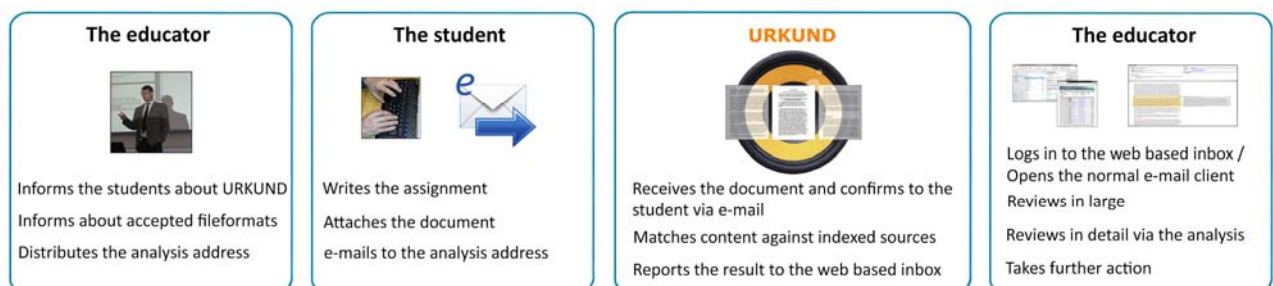 The educator
Informs the students about URKUND
Informs about accepted fileformats
Distributes the analysis address
The student
e
Writes the assignment
Attaches the document
e-mails to the analysis address
URKUND
Receives the document and confirms to the
student via e-mail
Matches content against indexed sources
Reports the result to the web based inbox
The educator
Logs in to the web based inbox /
Opens the normal e-mail client
Reviews in large
Reviews in detail via the analysis
Takes further action